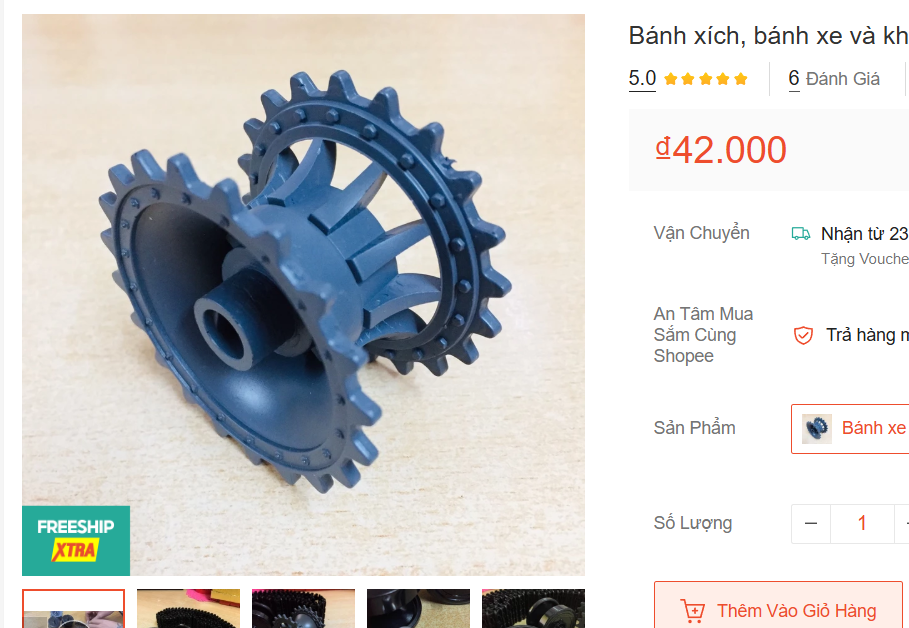 Bánh xích, bánh xe và kh
5.0
6 Đánh Giá
₫42.000
Vận Chuyển
Nhận từ 23
Tặng Vouche
An Tâm Mua
Sắm Cùng
Shopee
Trả hàng
Sản Phẩm
Bánh xe
Số Lượng
1
Thêm Vào Giỏ Hàng
FREESHIP
XTRA